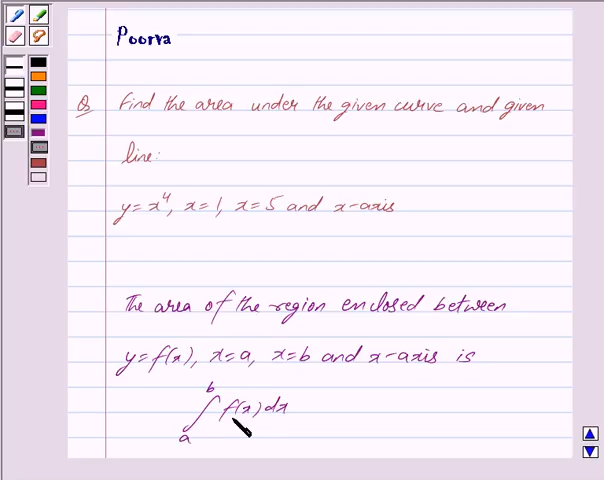 Poorva
Q Find the area under the given curve and given
line:
y=x⁴, x=1, x=5 and x-axis
The area of the region enclosed between
y=f(x), x=a, x=b and x-axis is
∫ₐᵇ f(x) dx